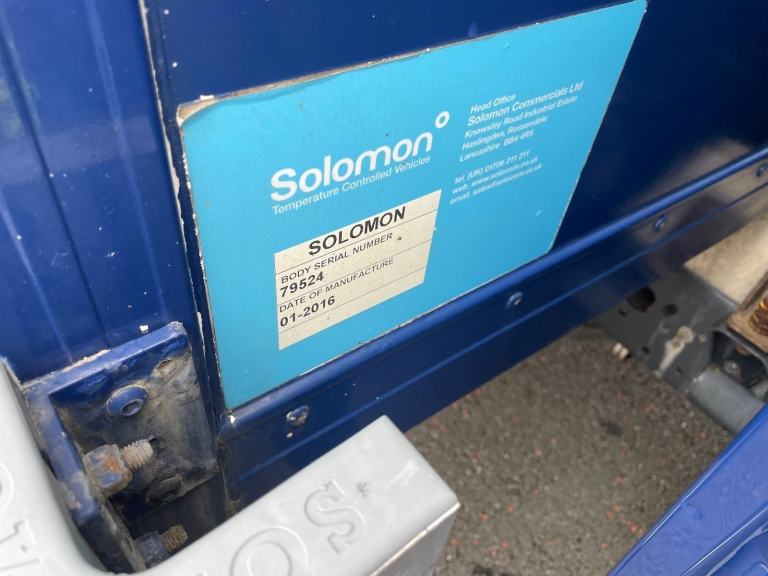 Solomon
Temperature Controlled Vehicles
Head Office
Solomon Commercials Ltd
Knowsley Road Industrial Estate
Haslingden, Rossendale
Lancashire BB4 4RX
tel. (UK) 01706 211 211
web. www.solocom.co.uk
email. sales@solocom.co.uk
SOLOMON
BODY SERIAL NUMBER
79524
DATE OF MANUFACTURE
01-2016